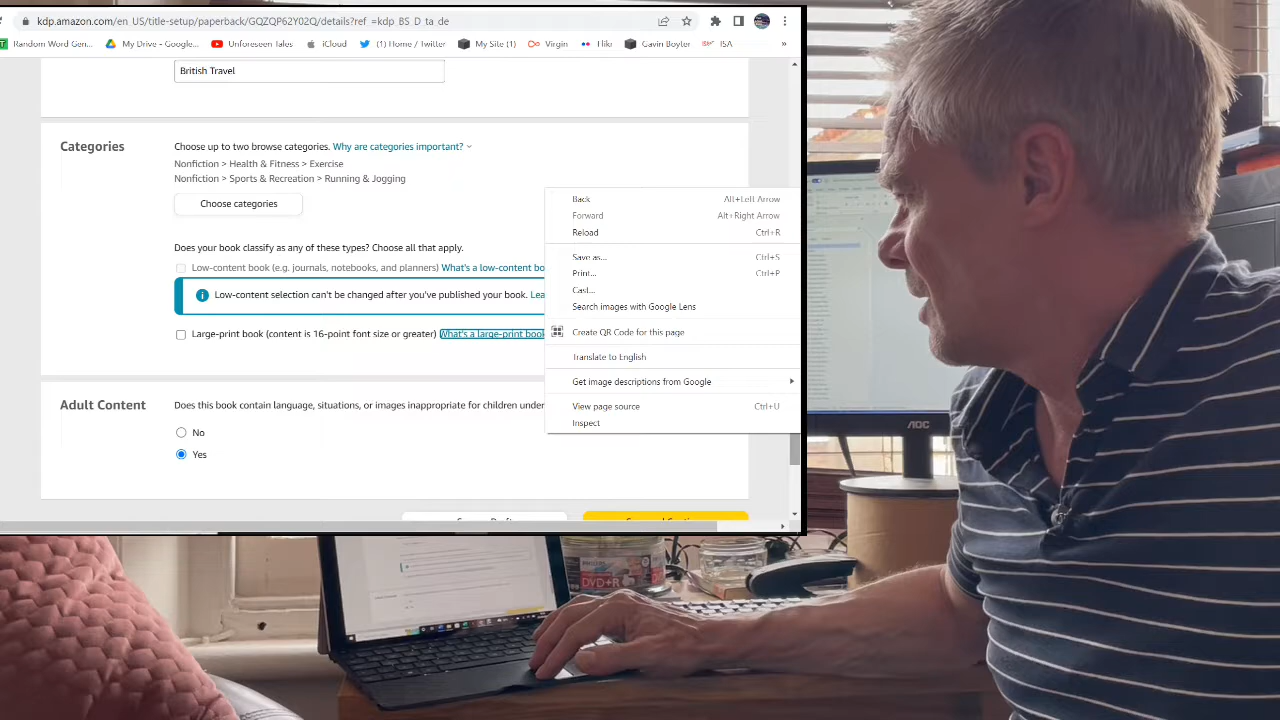 kdp.amazon.com/en_US/title-setup/paperback/GQZQP62Y02Q/details?ref_=kdp_BS_D_ta_de
Random Word Gen... My Drive - Google... Unforeseen Tales iCloud (1) Home / Twitter My Site (1) Virgin Gavin Boyter ISA »
British Travel
Categories
Choose up to two browse categories. Why are categories important?
Nonfiction > Health & Fitness > Exercise
Nonfiction > Sports & Recreation > Running & Jogging
Choose categories
Does your book classify as any of these types? Choose all that apply.
Low-content book (e.g. journals, notebooks, and planners) What's a low-content bo
Low-content selection can't be changed after you've published your book. Lea
Large-print book (contents 16-point font size or greater) What's a large-print book
Adult Content
Does this book contain language, situations, or images inappropriate for children under
No
Yes
Back Alt+Left Arrow
Forward Alt+Right Arrow
Reload Ctrl+R
Save as... Ctrl+S
Print... Ctrl+P
Cast...
Search images with Google Lens
Create QR Code for this page
Translate to English
Get image descriptions from Google
View page source Ctrl+U
Inspect
AOC
PHILIPS
DVD+R